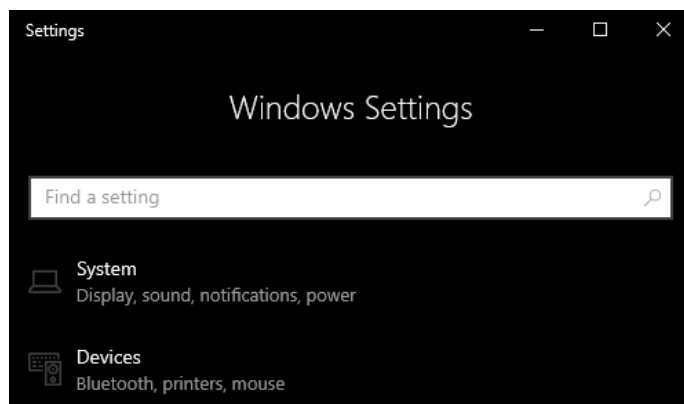 Settings
Windows Settings
Find a setting
System
Display, sound, notifications, power
Devices
Bluetooth, printers, mouse